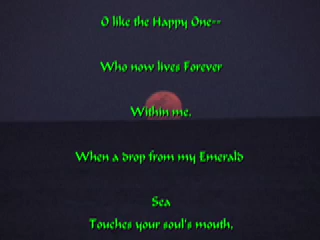 O like the Happy One--
Who now lives Forever
Within me.
When a drop from my Emerald
Sea
Touches your soul's mouth,